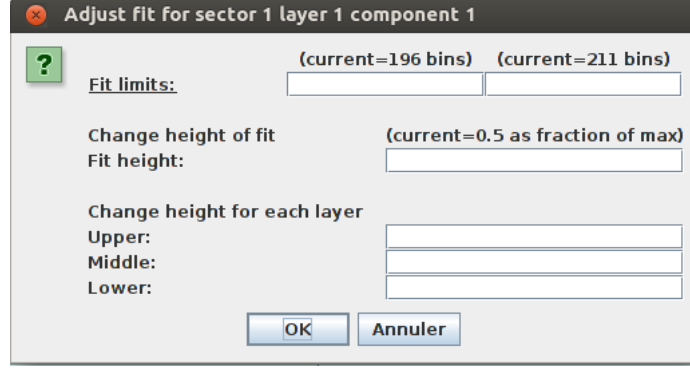 Adjust fit for sector 1 layer 1 component 1
?
(current=196 bins) (current=211 bins)
Fit limits:
Change height of fit (current=0.5 as fraction of max)
Fit height:
Change height for each layer
Upper:
Middle:
Lower:
OK Annuler